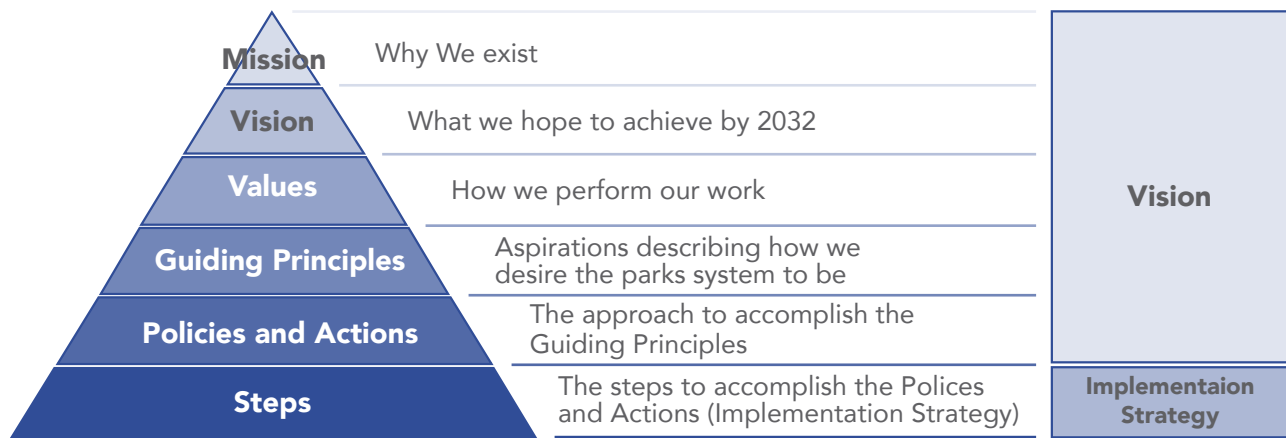 Mission
Why We exist
Vision
What we hope to achieve by 2032
Values
How we perform our work
Vision
Guiding Principles
Aspirations describing how we
desire the parks system to be
Policies and Actions
The approach to accomplish the
Guiding Principles
Steps
The steps to accomplish the Polices
and Actions (Implementation Strategy)
Implementaion
Strategy